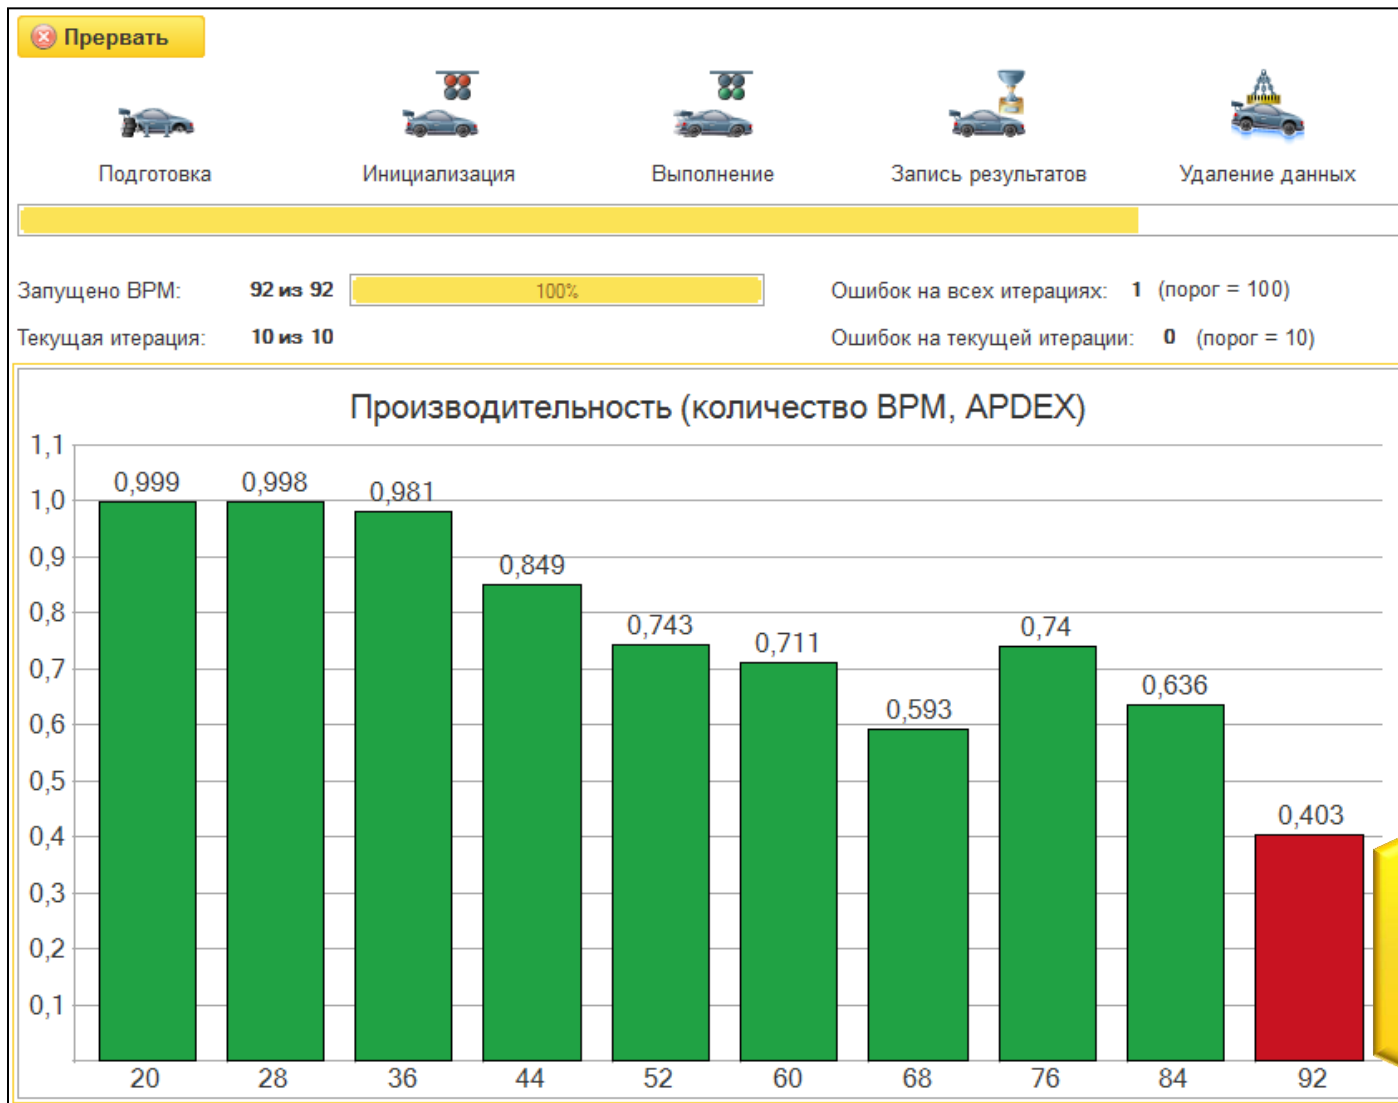 Прервать
Подготовка Инициализация Выполнение Запись результатов Удаление данных
Запущено ВРМ: 92 из 92 100% Ошибок на всех итерациях: 1 (порог = 100)
Текущая итерация: 10 из 10 Ошибок на текущей итерации: 0 (порог = 10)
Производительность (количество ВРМ, APDEX)
1,1
1,0
0,9
0,8
0,7
0,6
0,5
0,4
0,3
0,2
0,1
0,999 0,998 0,981 0,849 0,743 0,711 0,593 0,74 0,636 0,403
20 28 36 44 52 60 68 76 84 92